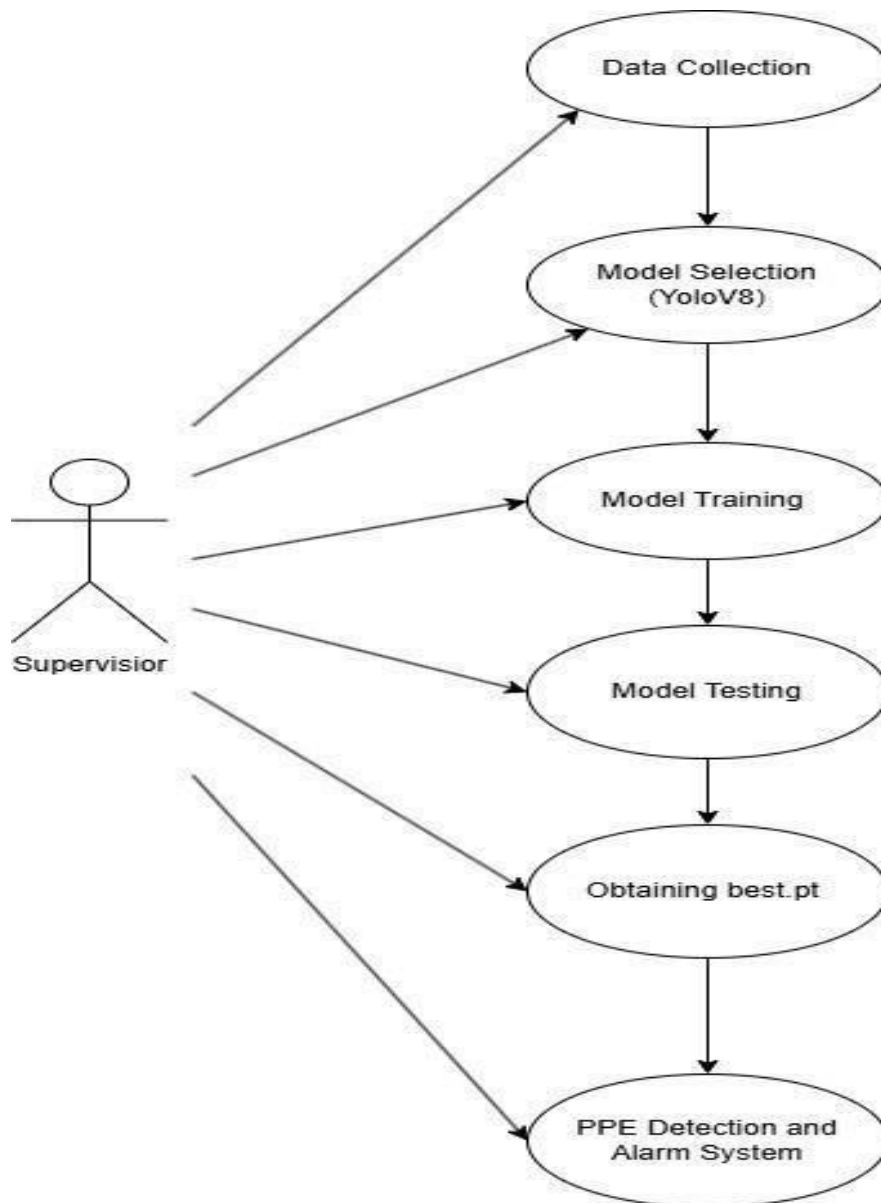 Data Collection
Model Selection
(YoloV8)
Model Training
Supervisior
Model Testing
Obtaining best.pt
PPE Detection and
Alarm System